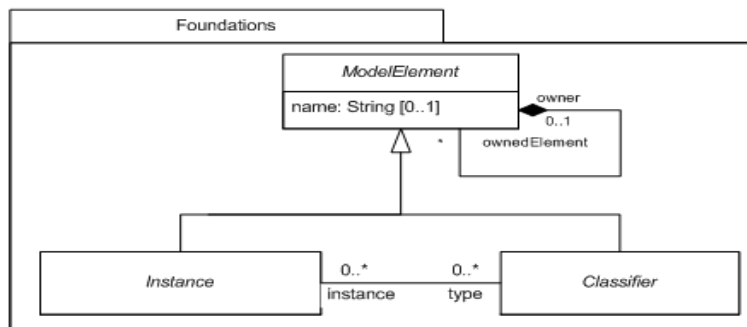 Foundations
ModelElement
name: String [0..1]
owner
0..1
*
ownedElement
Instance
0..*
instance
0..*
type
Classifier